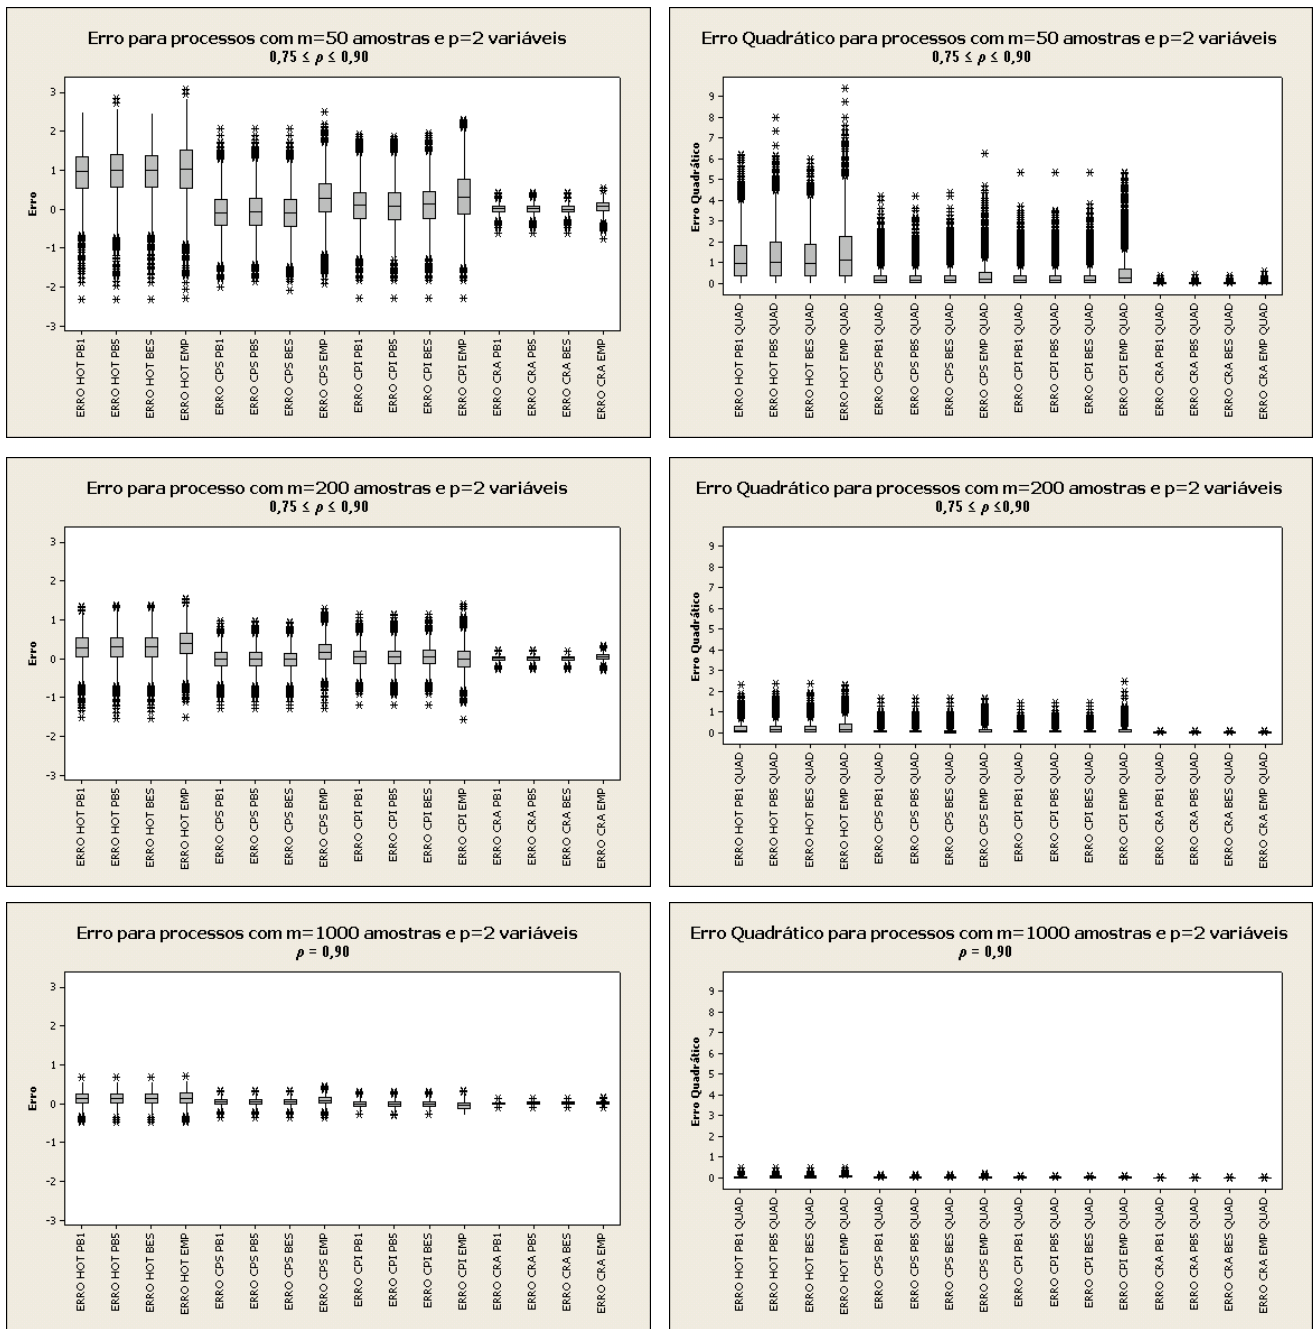 Erro para processos com m=50 amostras e p=2 variáveis
0,75 ≤ ρ ≤ 0,90
Erro
3
2
1
0
-1
-2
-3
ERRO HOT PB1
ERRO HOT PB5
ERRO HOT BES
ERRO HOT EMP
ERRO CPS PB1
ERRO CPS PB5
ERRO CPS BES
ERRO CPS EMP
ERRO CPI PB1
ERRO CPI PB5
ERRO CPI BES
ERRO CPI EMP
ERRO CRA PB1
ERRO CRA PB5
ERRO CRA BES
ERRO CRA EMP
Erro Quadrático para processos com m=50 amostras e p=2 variáveis
0,75 ≤ ρ ≤ 0,90
Erro Quadrático
9
8
7
6
5
4
3
2
1
0
ERRO HOT PB1 QUAD
ERRO HOT PB5 QUAD
ERRO HOT BES QUAD
ERRO HOT EMP QUAD
ERRO CPS PB1 QUAD
ERRO CPS PB5 QUAD
ERRO CPS BES QUAD
ERRO CPS EMP QUAD
ERRO CPI PB1 QUAD
ERRO CPI PB5 QUAD
ERRO CPI BES QUAD
ERRO CPI EMP QUAD
ERRO CRA PB1 QUAD
ERRO CRA PB5 QUAD
ERRO CRA BES QUAD
ERRO CRA EMP QUAD
Erro para processo com m=200 amostras e p=2 variáveis
0,75 ≤ ρ ≤ 0,90
Erro
3
2
1
0
-1
-2
-3
ERRO HOT PB1
ERRO HOT PB5
ERRO HOT BES
ERRO HOT EMP
ERRO CPS PB1
ERRO CPS PB5
ERRO CPS BES
ERRO CPS EMP
ERRO CPI PB1
ERRO CPI PB5
ERRO CPI BES
ERRO CPI EMP
ERRO CRA PB1
ERRO CRA PB5
ERRO CRA BES
ERRO CRA EMP
Erro Quadrático para processos com m=200 amostras e p=2 variáveis
0,75 ≤ ρ ≤0,90
Erro Quadrático
9
8
7
6
5
4
3
2
1
0
ERRO HOT PB1 QUAD
ERRO HOT PB5 QUAD
ERRO HOT BES QUAD
ERRO HOT EMP QUAD
ERRO CPS PB1 QUAD
ERRO CPS PB5 QUAD
ERRO CPS BES QUAD
ERRO CPS EMP QUAD
ERRO CPI PB1 QUAD
ERRO CPI PB5 QUAD
ERRO CPI BES QUAD
ERRO CPI EMP QUAD
ERRO CRA PB1 QUAD
ERRO CRA PB5 QUAD
ERRO CRA BES QUAD
ERRO CRA EMP QUAD
Erro para processos com m=1000 amostras e p=2 variáveis
ρ = 0,90
Erro
3
2
1
0
-1
-2
-3
ERRO HOT PB1
ERRO HOT PB5
ERRO HOT BES
ERRO HOT EMP
ERRO CPS PB1
ERRO CPS PB5
ERRO CPS BES
ERRO CPS EMP
ERRO CPI PB1
ERRO CPI PB5
ERRO CPI BES
ERRO CPI EMP
ERRO CRA PB1
ERRO CRA PB5
ERRO CRA BES
ERRO CRA EMP
Erro Quadrático para processos com m=1000 amostras e p=2 variáveis
ρ = 0,90
Erro Quadrático
9
8
7
6
5
4
3
2
1
0
ERRO HOT PB1 QUAD
ERRO HOT PB5 QUAD
ERRO HOT BES QUAD
ERRO HOT EMP QUAD
ERRO CPS PB1 QUAD
ERRO CPS PB5 QUAD
ERRO CPS BES QUAD
ERRO CPS EMP QUAD
ERRO CPI PB1 QUAD
ERRO CPI PB5 QUAD
ERRO CPI BES QUAD
ERRO CPI EMP QUAD
ERRO CRA PB1 QUAD
ERRO CRA PB5 QUAD
ERRO CRA BES QUAD
ERRO CRA EMP QUAD